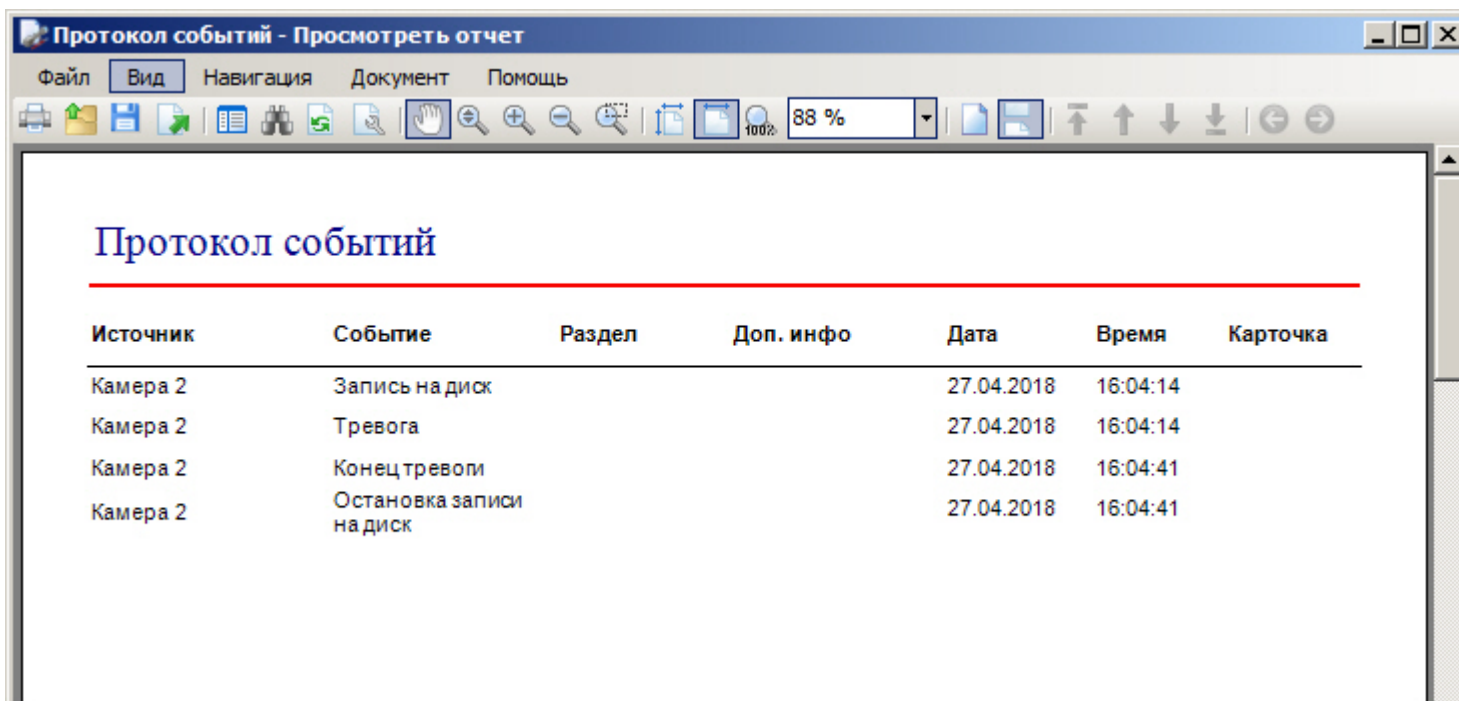 Протокол событий - Просмотреть отчет
Файл Вид Навигация Документ Помощь
100% 88 %
Протокол событий
Источник Событие Раздел Доп. инфо Дата Время Карточка
Камера 2 Запись на диск 27.04.2018 16:04:14
Камера 2 Тревога 27.04.2018 16:04:14
Камера 2 Конец тревоги 27.04.2018 16:04:41
Камера 2 Остановка записи 27.04.2018 16:04:41
на диск